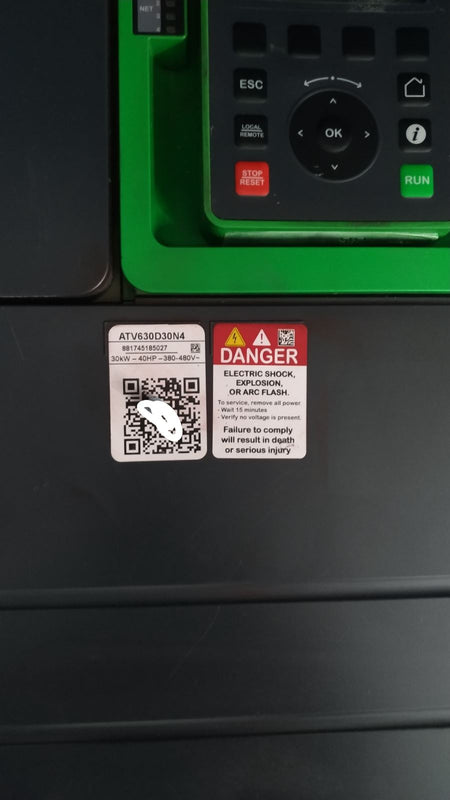 NET
ESC
LOCAL
REMOTE
OK
i
STOP
RESET
RUN
ATV630D30N4
881745185027
30kW – 40HP – 380-480V~
DANGER
ELECTRIC SHOCK,
EXPLOSION,
OR ARC FLASH.
To service, remove all power.
- Wait 15 minutes
- Verify no voltage is present.
Failure to comply
will result in death
or serious injury